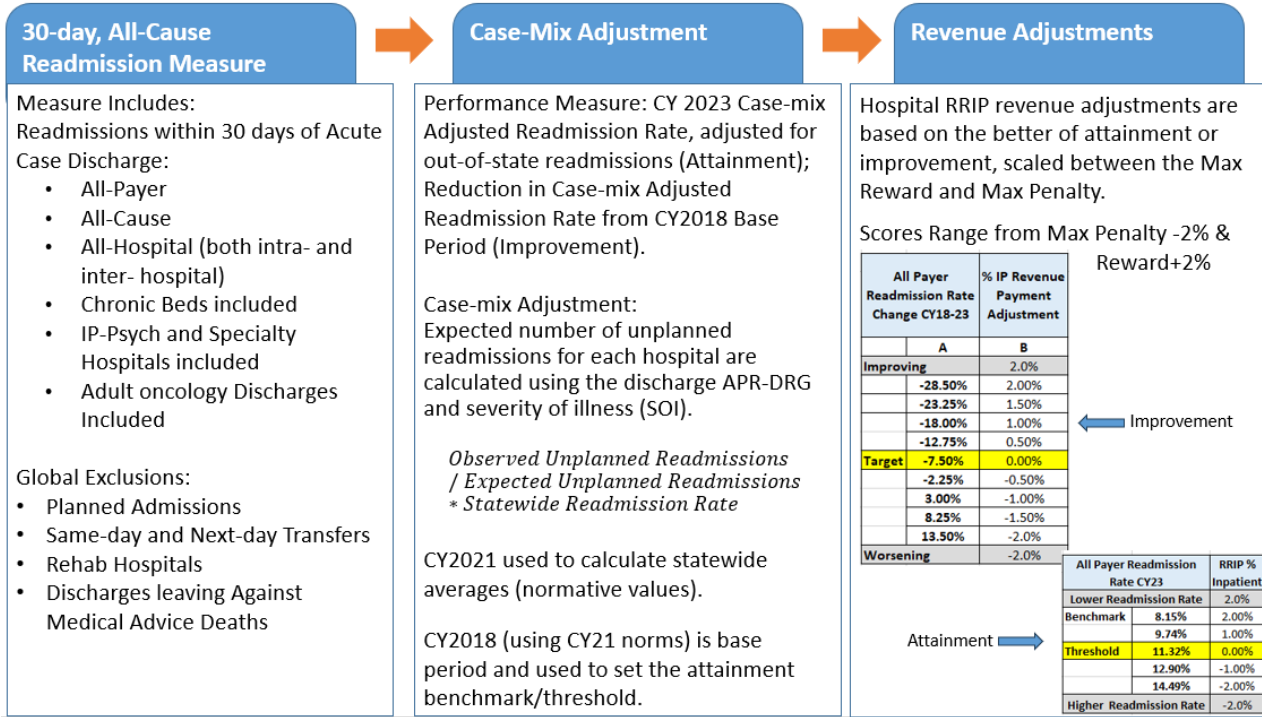 30-day, All-Cause
Readmission Measure
Measure Includes:
Readmissions within 30 days of Acute
Case Discharge:
• All-Payer
• All-Cause
• All-Hospital (both intra- and
inter- hospital)
• Chronic Beds included
• IP-Psych and Specialty
Hospitals included
• Adult oncology Discharges
Included
Global Exclusions:
• Planned Admissions
• Same-day and Next-day Transfers
• Rehab Hospitals
• Discharges leaving Against
Medical Advice Deaths
Case-Mix Adjustment
Performance Measure: CY 2023 Case-mix
Adjusted Readmission Rate, adjusted for
out-of-state readmissions (Attainment);
Reduction in Case-mix Adjusted
Readmission Rate from CY2018 Base
Period (Improvement).
Case-mix Adjustment:
Expected number of unplanned
readmissions for each hospital are
calculated using the discharge APR-DRG
and severity of illness (SOI).
Observed Unplanned Readmissions
/ Expected Unplanned Readmissions
* Statewide Readmission Rate
CY2021 used to calculate statewide
averages (normative values).
CY2018 (using CY21 norms) is base
period and used to set the attainment
benchmark/threshold.
Revenue Adjustments
Hospital RRIP revenue adjustments are
based on the better of attainment or
improvement, scaled between the Max
Reward and Max Penalty.
Scores Range from Max Penalty -2% &
Reward+2%
All Payer
Readmission Rate
Change CY18-23
% IP Revenue
Payment
Adjustment
A B
Improving 2.0%
-28.50% 2.00%
-23.25% 1.50%
-18.00% 1.00%
-12.75% 0.50%
Target -7.50% 0.00%
-2.25% -0.50%
3.00% -1.00%
8.25% -1.50%
13.50% -2.0%
Worsening -2.0%
Improvement
All Payer Readmission
Rate CY23
RRIP %
Inpatient
Lower Readmission Rate 2.0%
Benchmark 8.15% 2.00%
9.74% 1.00%
Threshold 11.32% 0.00%
12.90% -1.00%
14.49% -2.00%
Higher Readmission Rate -2.0%
Attainment